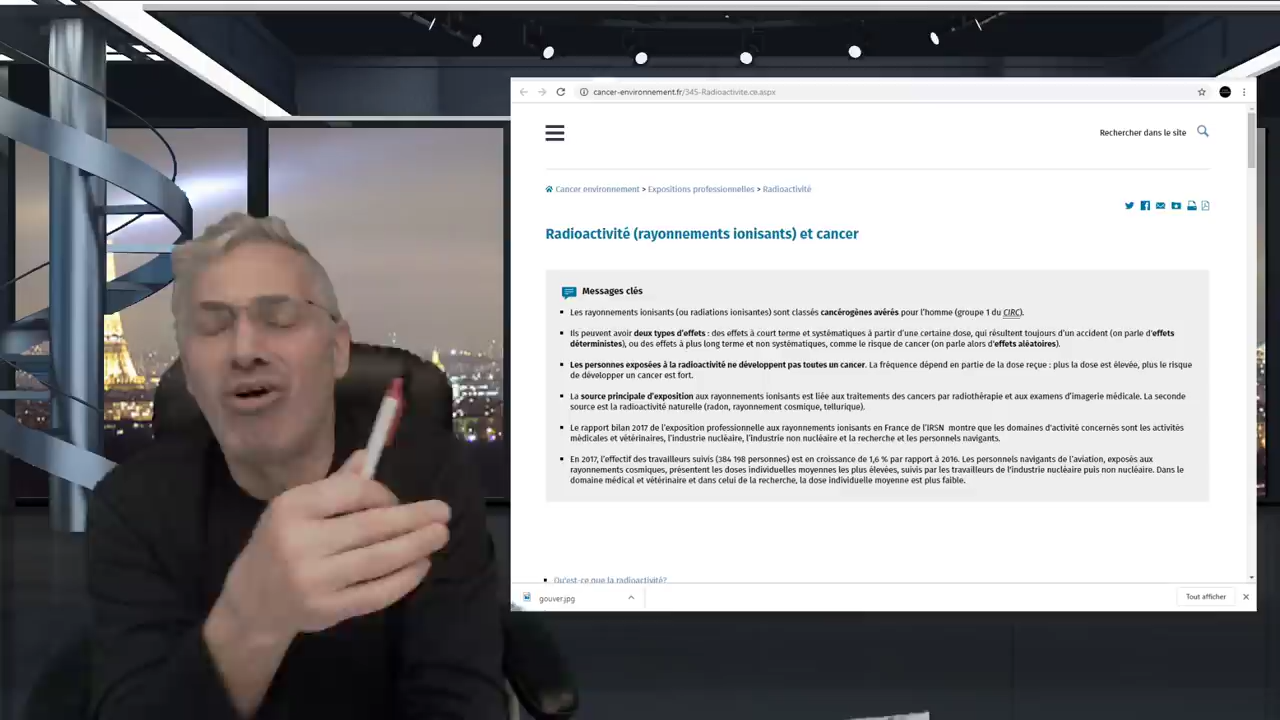 cancer-environnement.fr/345-Radioactivite.ce.aspx
Rechercher dans le site
Cancer environnement > Expositions professionnelles > Radioactivité
Radioactivité (rayonnements ionisants) et cancer
Messages clés
Les rayonnements ionisants (ou radiations ionisantes) sont classés cancérogènes avérés pour l'homme (groupe 1 du CIRC).
Ils peuvent avoir deux types d'effets : des effets à court terme et systématiques à partir d'une certaine dose, qui résultent toujours d'un accident (on parle d'effets
déterministes), ou des effets à plus long terme et non systématiques, comme le risque de cancer (on parle alors d'effets aléatoires).
Les personnes exposées à la radioactivité ne développent pas toutes un cancer. La fréquence dépend en partie de la dose reçue : plus la dose est élevée, plus le risque
de développer un cancer est fort.
La source principale d'exposition aux rayonnements ionisants est liée aux traitements des cancers par radiothérapie et aux examens d'imagerie médicale. La seconde
source est la radioactivité naturelle (radon, rayonnement cosmique, tellurique).
Le rapport bilan 2017 de l'exposition professionnelle aux rayonnements ionisants en France de l'IRSN montre que les domaines d'activité concernés sont les activités
médicales et vétérinaires, l'industrie nucléaire, l'industrie non nucléaire et la recherche et les personnels navigants.
En 2017, l'effectif des travailleurs suivis (384 198 personnes) est en croissance de 1,6 % par rapport à 2016. Les personnels navigants de l'aviation, exposés aux
rayonnements cosmiques, présentent les doses individuelles moyennes les plus élevées, suivis par les travailleurs de l'industrie nucléaire puis non nucléaire. Dans le
domaine médical et vétérinaire et dans celui de la recherche, la dose individuelle moyenne est plus faible.
Qu'est-ce que la radioactivité?
gouver.jpg
Tout afficher